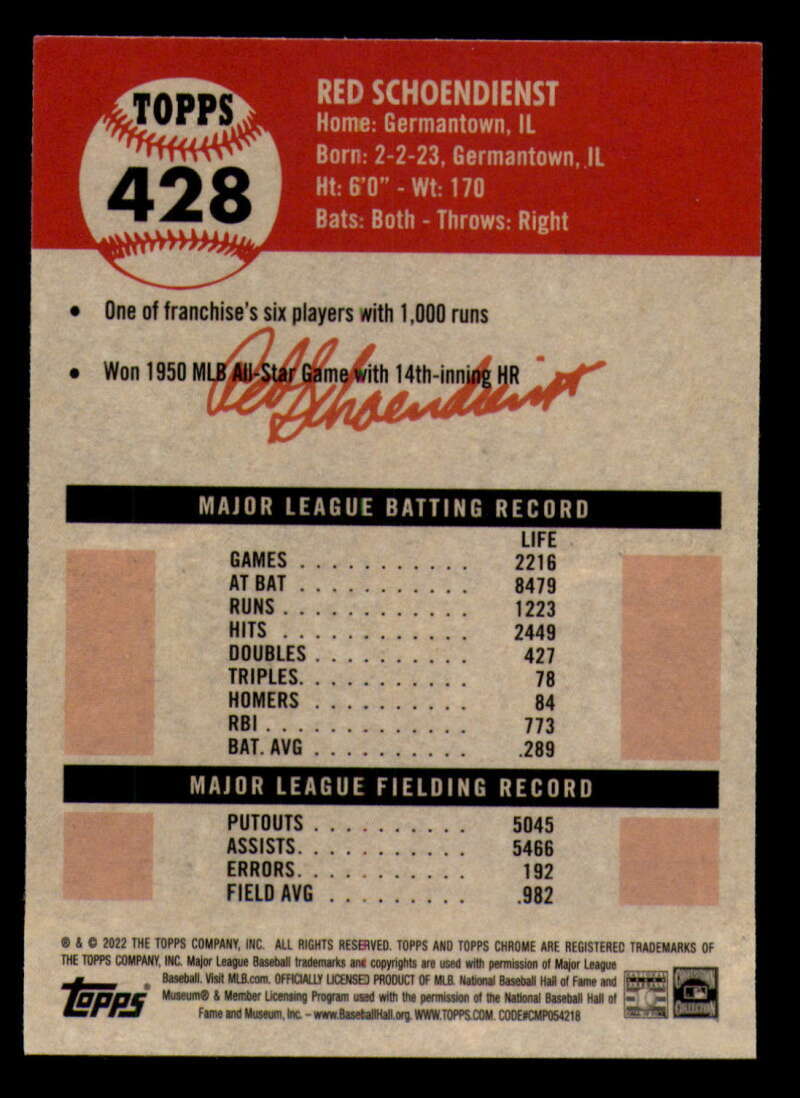 TOPPS
428
RED SCHOENDIENST
Home: Germantown, IL
Born: 2-2-23, Germantown, IL
Ht: 6'0" - Wt: 170
Bats: Both - Throws: Right
• One of franchise's six players with 1,000 runs
• Won 1950 MLB All-Star Game with 14th-inning HR
Red Schoendienst
MAJOR LEAGUE BATTING RECORD
LIFE
GAMES . . . . . . . . . . . 2216
AT BAT . . . . . . . . . . . 8479
RUNS . . . . . . . . . . . . 1223
HITS . . . . . . . . . . . . 2449
DOUBLES . . . . . . . . . . 427
TRIPLES. . . . . . . . . . . 78
HOMERS . . . . . . . . . . . 84
RBI . . . . . . . . . . . . . 773
BAT. AVG . . . . . . . . . . .289
MAJOR LEAGUE FIELDING RECORD
PUTOUTS . . . . . . . . . . 5045
ASSISTS. . . . . . . . . . . 5466
ERRORS. . . . . . . . . . . 192
FIELD AVG . . . . . . . . . .982
® & © 2022 THE TOPPS COMPANY, INC. ALL RIGHTS RESERVED. TOPPS AND TOPPS CHROME ARE REGISTERED TRADEMARKS OF
THE TOPPS COMPANY, INC. Major League Baseball trademarks and copyrights are used with permission of Major League
Baseball. Visit MLB.com. OFFICIALLY LICENSED PRODUCT OF MLB. National Baseball Hall of Fame and
Museum® & Member Licensing Program used with the permission of the National Baseball Hall of
Fame and Museum, Inc. – www.BaseballHall.org. WWW.TOPPS.COM. CODE#CMP054218
Topps®
HALL OF FAME
COOPERSTOWN
COLLECTION